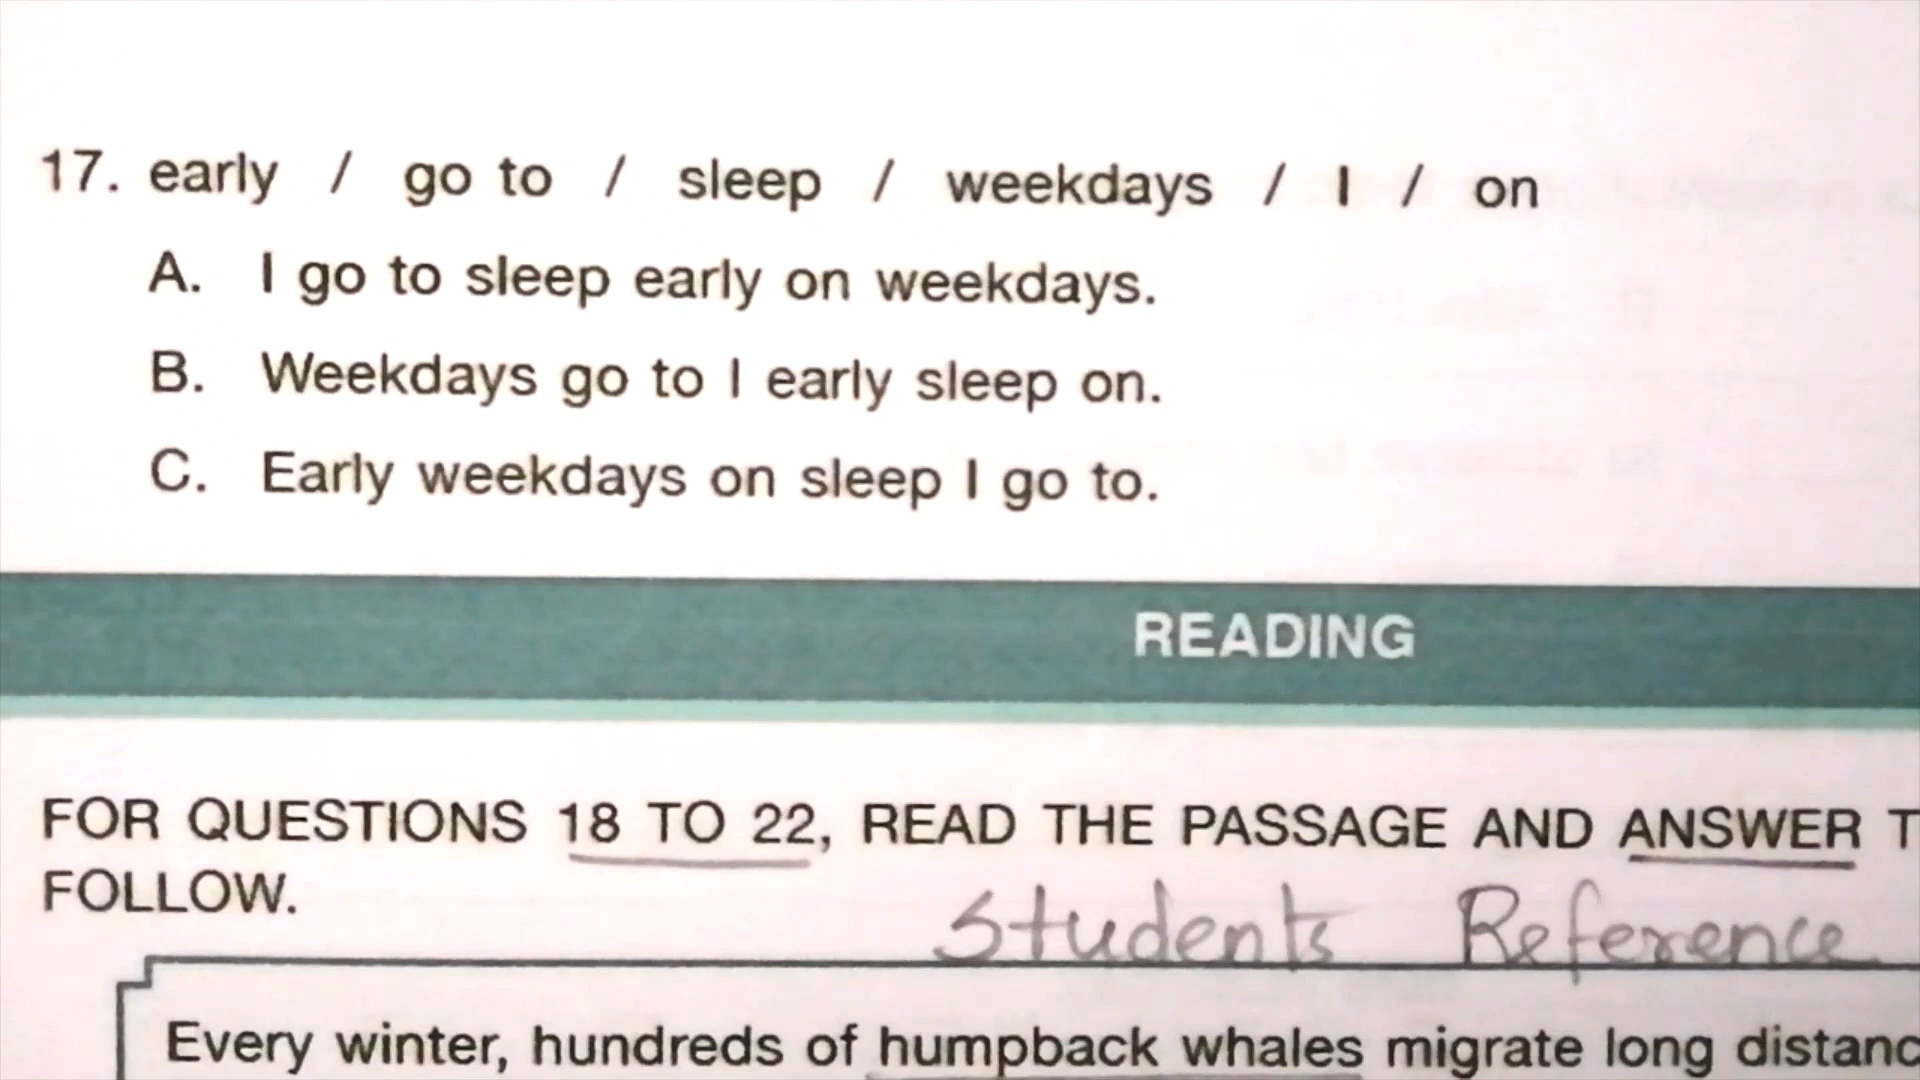 17. early / go to / sleep / weekdays / I / on
A. I go to sleep early on weekdays.
B. Weekdays go to I early sleep on.
C. Early weekdays on sleep I go to.
READING
FOR QUESTIONS 18 TO 22, READ THE PASSAGE AND ANSWER T
FOLLOW.
Students Reference
Every winter, hundreds of humpback whales migrate long distanc